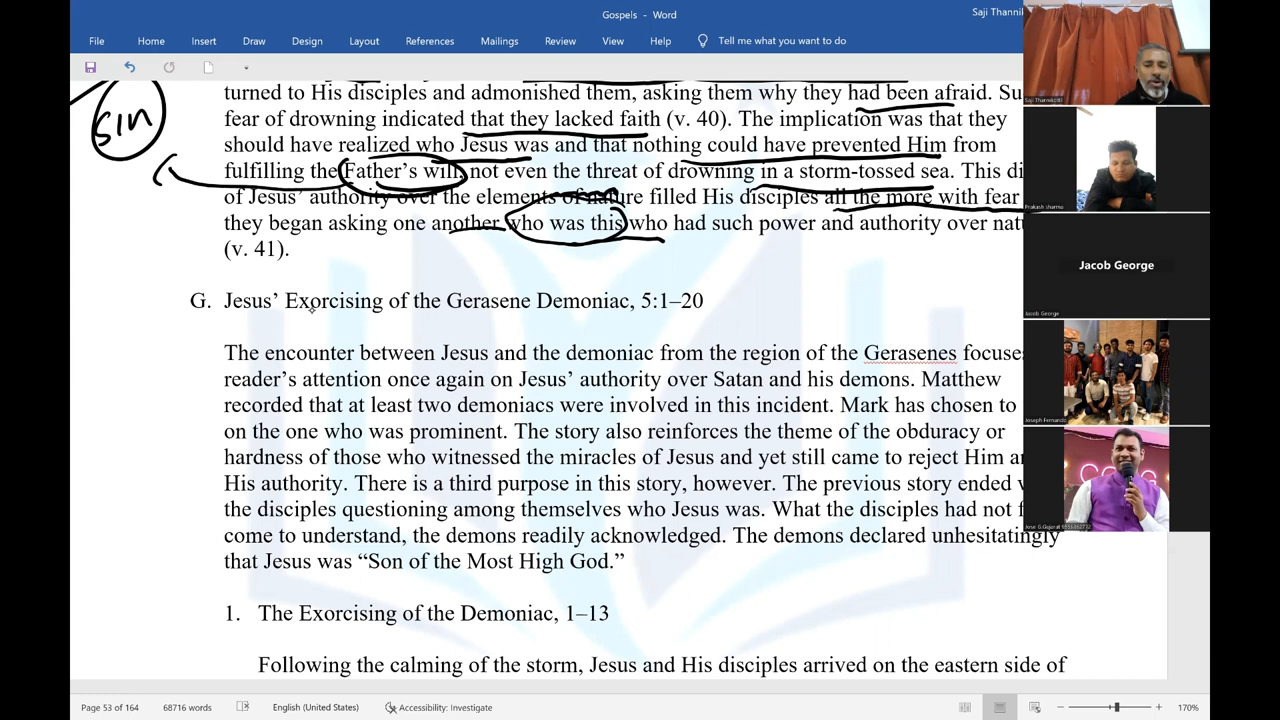 Gospels - Word
Saji Thannik
File Home Insert Draw Design Layout References Mailings Review View Help Tell me what you want to do
turned to His disciples and admonished them, asking them why they had been afraid. Su
sin
fear of drowning indicated that they lacked faith (v. 40). The implication was that they
should have realized who Jesus was and that nothing could have prevented Him from
fulfilling the Father's will, not even the threat of drowning in a storm-tossed sea. This di
of Jesus' authority over the elements of nature filled His disciples all the more with fear
they began asking one another who was this who had such power and authority over nat
(v. 41).
G. Jesus' Exorcising of the Gerasene Demoniac, 5:1–20
The encounter between Jesus and the demoniac from the region of the Gerasenes focuses
reader's attention once again on Jesus' authority over Satan and his demons. Matthew
recorded that at least two demoniacs were involved in this incident. Mark has chosen to
on the one who was prominent. The story also reinforces the theme of the obduracy or
hardness of those who witnessed the miracles of Jesus and yet still came to reject Him an
His authority. There is a third purpose in this story, however. The previous story ended
the disciples questioning among themselves who Jesus was. What the disciples had not
come to understand, the demons readily acknowledged. The demons declared unhesitatingly
that Jesus was “Son of the Most High God.”
1. The Exorcising of the Demoniac, 1–13
Following the calming of the storm, Jesus and His disciples arrived on the eastern side of
Prakash sharma
Jacob George
Jacob George
Joseph Fernando
Page 53 of 164 68716 words English (United States) Accessibility: Investigate 170%